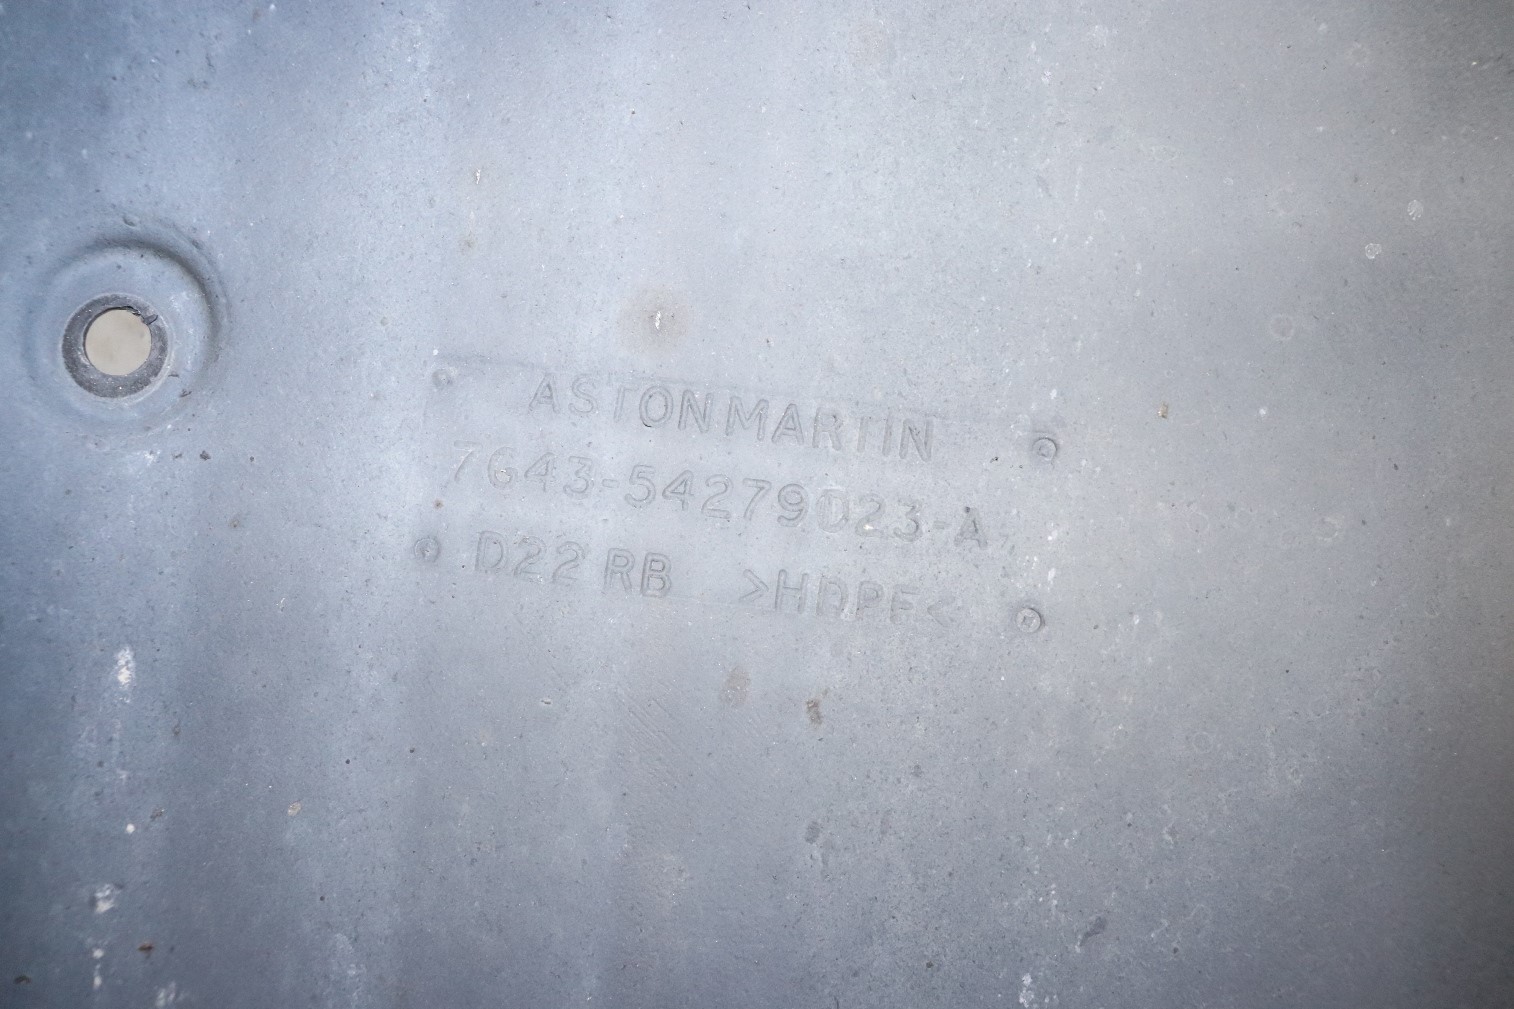 ASTON MARTIN
7G43-54279D23-A
D22 RB >HDPE<